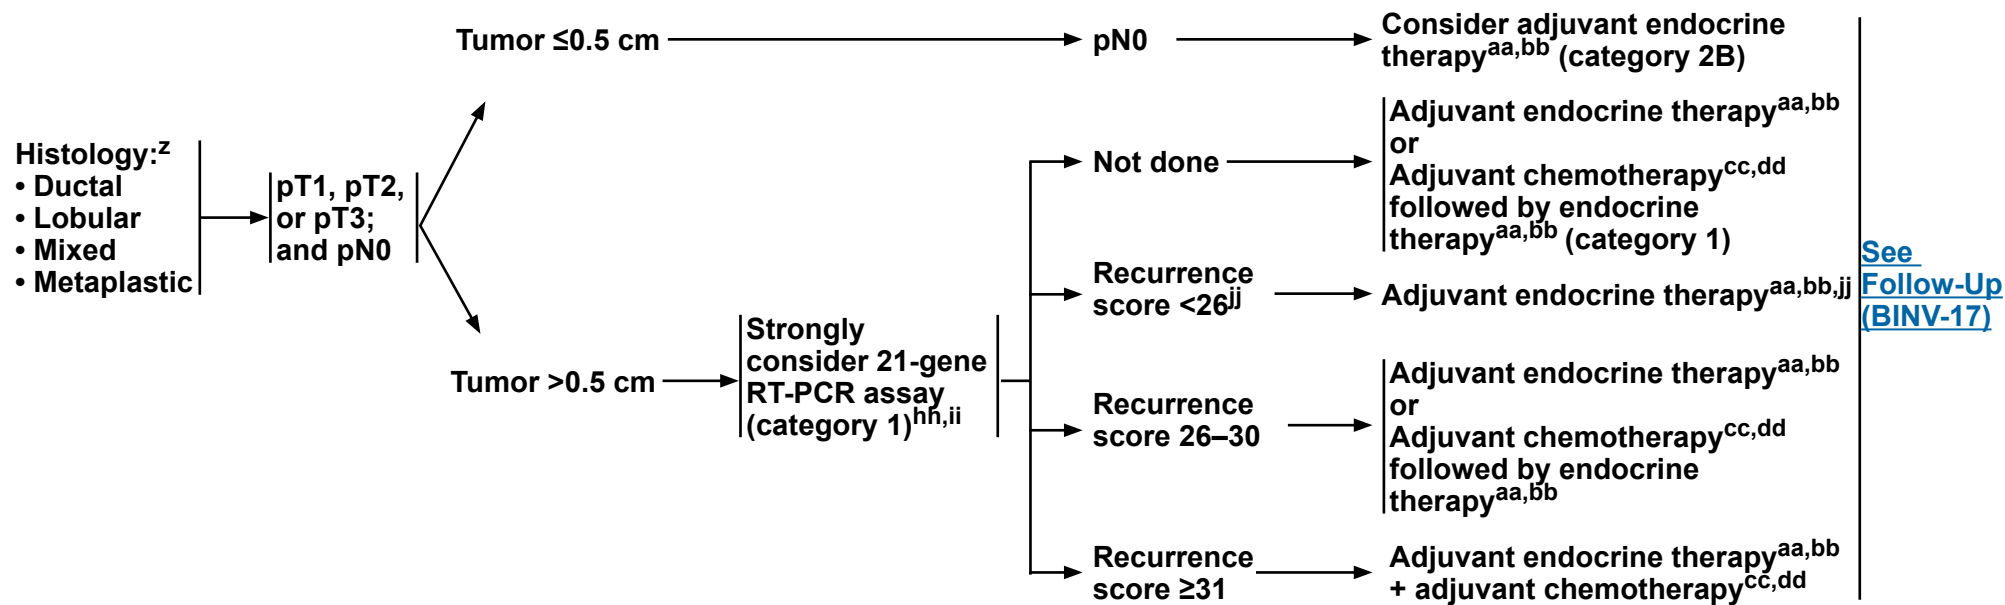 Histology:z
• Ductal
• Lobular
• Mixed
• Metaplastic
pT1, pT2,
or pT3;
and pN0
Tumor ≤0.5 cm
pN0
Consider adjuvant endocrine
therapyaa,bb (category 2B)
Tumor >0.5 cm
Strongly
consider 21-gene
RT-PCR assay
(category 1)hh,ii
Not done
Adjuvant endocrine therapyaa,bb
or
Adjuvant chemotherapycc,dd
followed by endocrine
therapyaa,bb (category 1)
Recurrence
score <26jj
Adjuvant endocrine therapyaa,bb,jj
Recurrence
score 26–30
Adjuvant endocrine therapyaa,bb
or
Adjuvant chemotherapycc,dd
followed by endocrine
therapyaa,bb
Recurrence
score ≥31
Adjuvant endocrine therapyaa,bb
+ adjuvant chemotherapycc,dd
See
Follow-Up
(BINV-17)